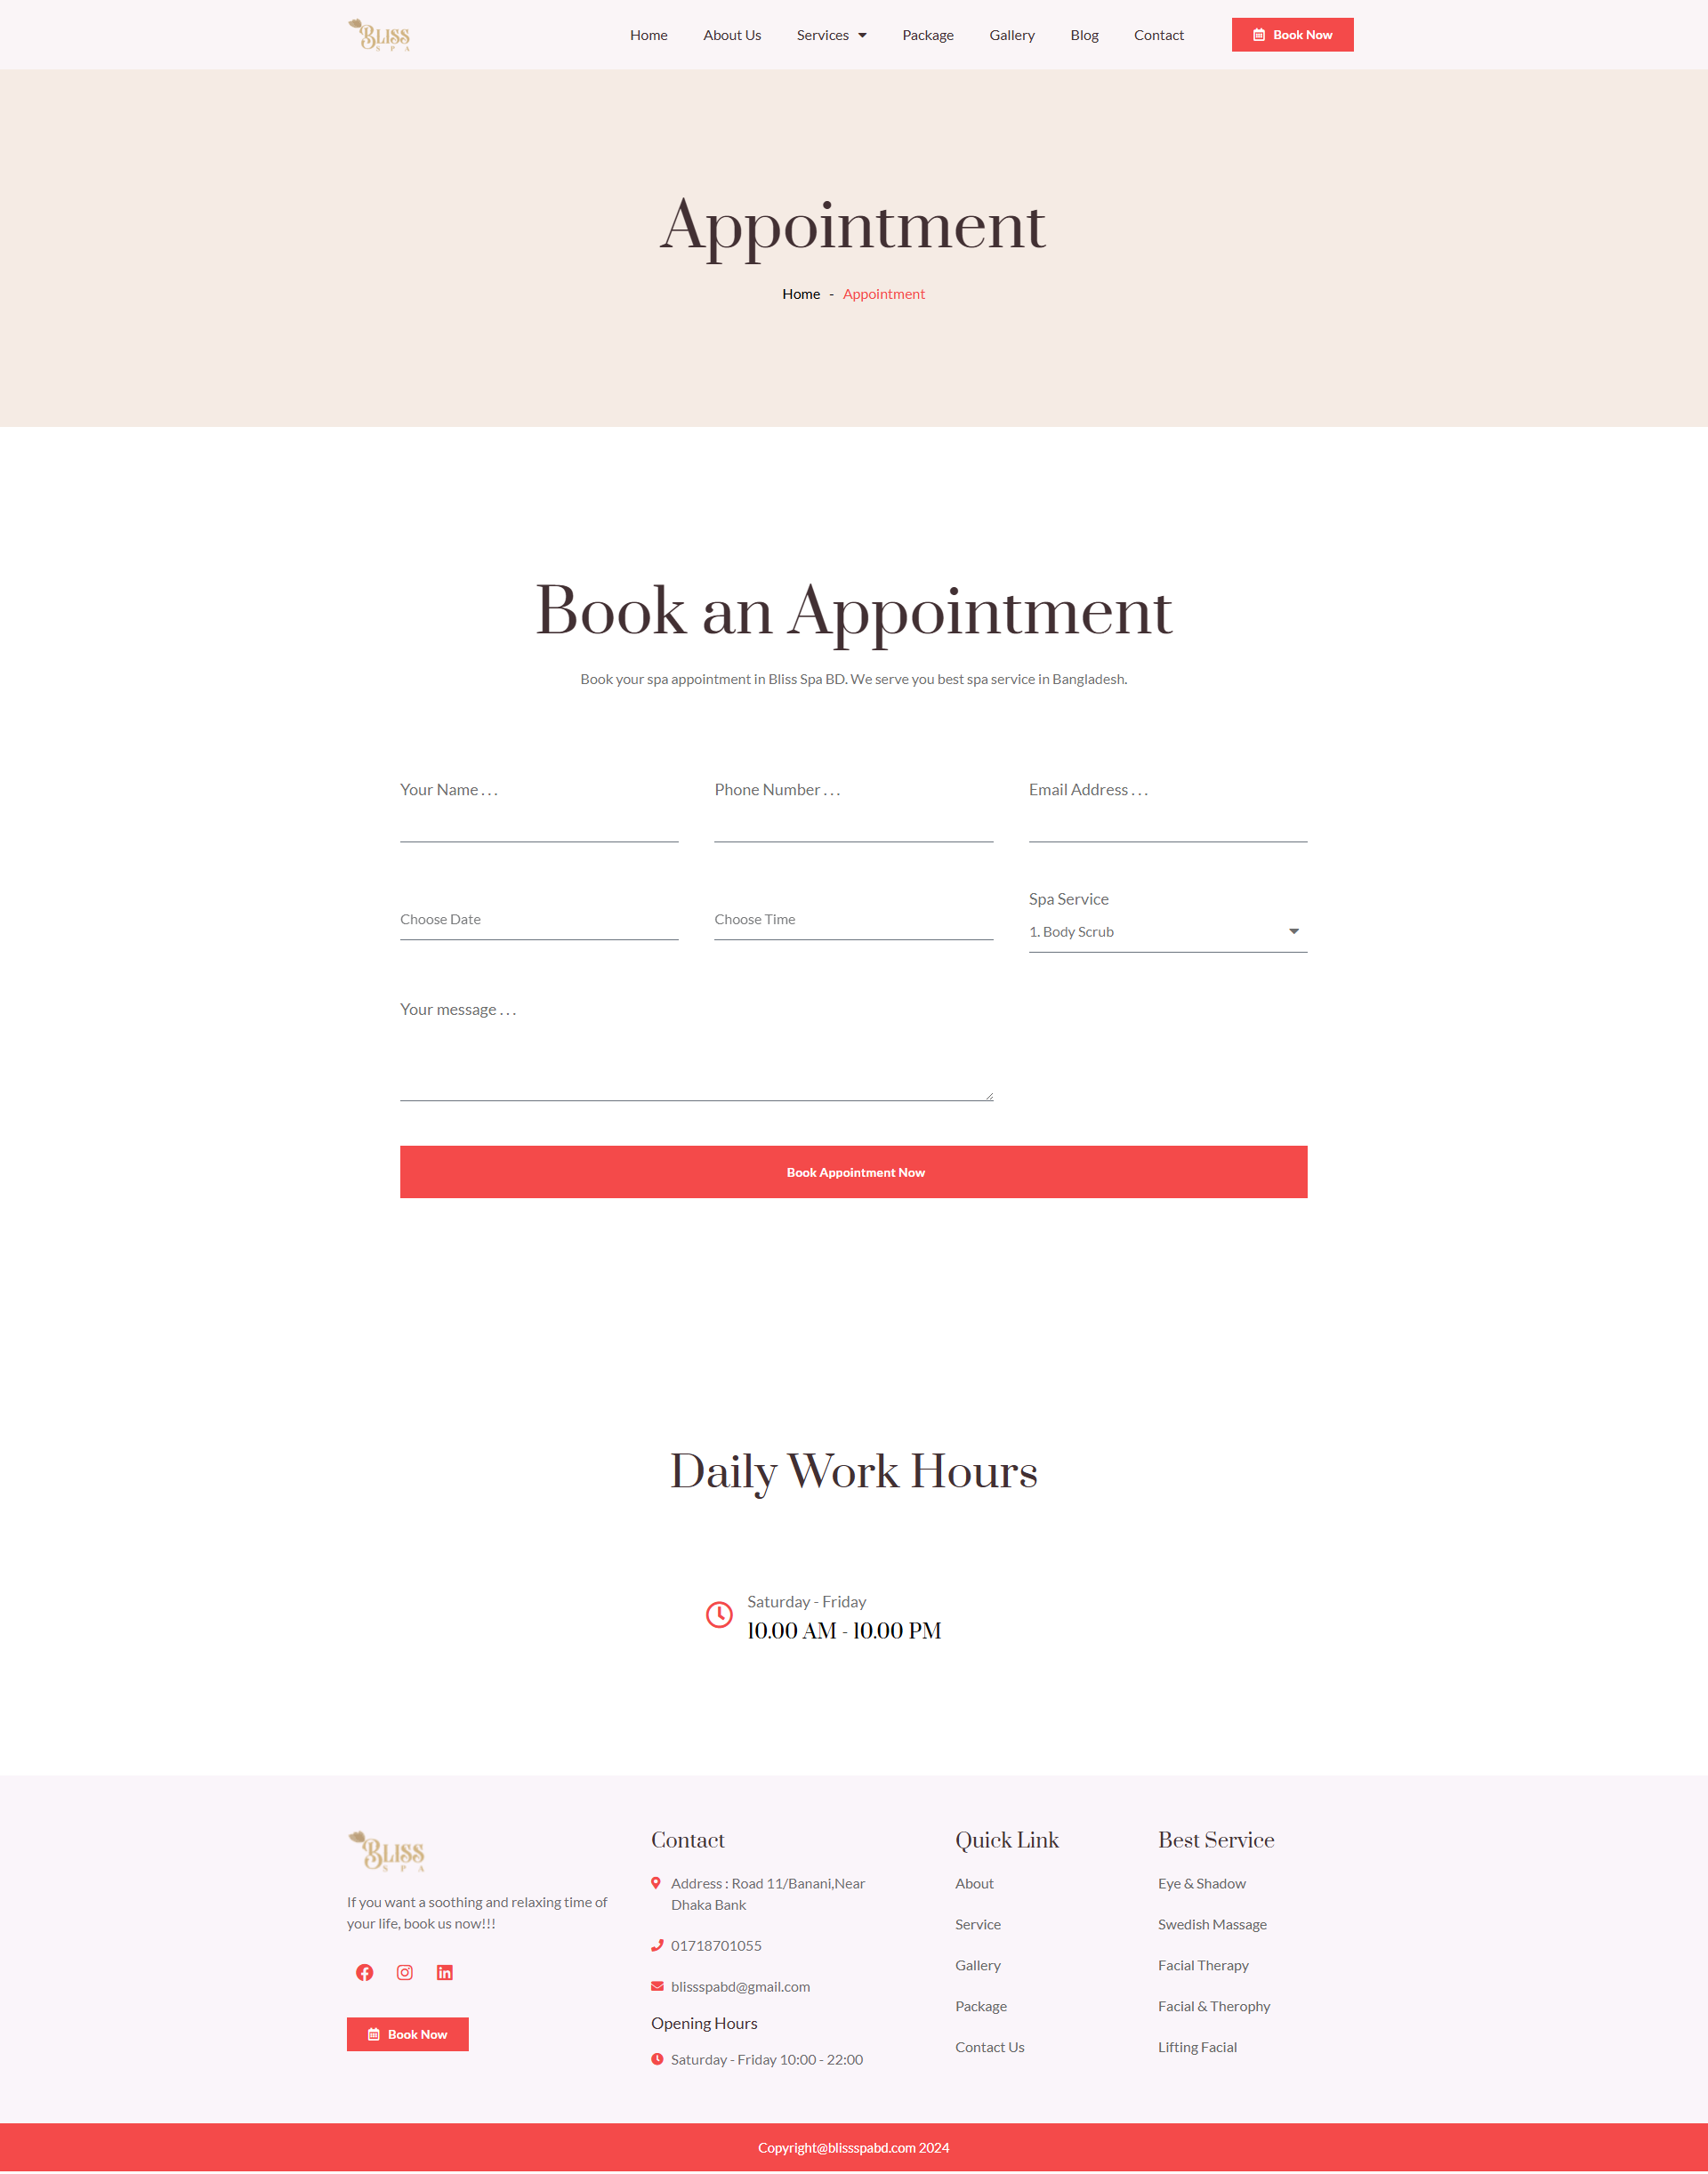 BLISS
SPA
Home
About Us
Services
Package
Gallery
Blog
Contact
Book Now
Appointment
Home - Appointment
Book an Appointment
Book your spa appointment in Bliss Spa BD. We serve you best spa service in Bangladesh.
Your Name . . .
Phone Number . . .
Email Address . . .
Choose Date
Choose Time
Spa Service
1. Body Scrub
Your message . . .
Book Appointment Now
Daily Work Hours
Saturday - Friday
10.00 AM - 10.00 PM
BLISS
SPA
If you want a soothing and relaxing time of
your life, book us now!!!
Book Now
Contact
Address : Road 11/Banani,Near
Dhaka Bank
01718701055
blissspabd@gmail.com
Opening Hours
Saturday - Friday 10:00 - 22:00
Quick Link
About
Service
Gallery
Package
Contact Us
Best Service
Eye & Shadow
Swedish Massage
Facial Therapy
Facial & Therophy
Lifting Facial
Copyright@blissspabd.com 2024